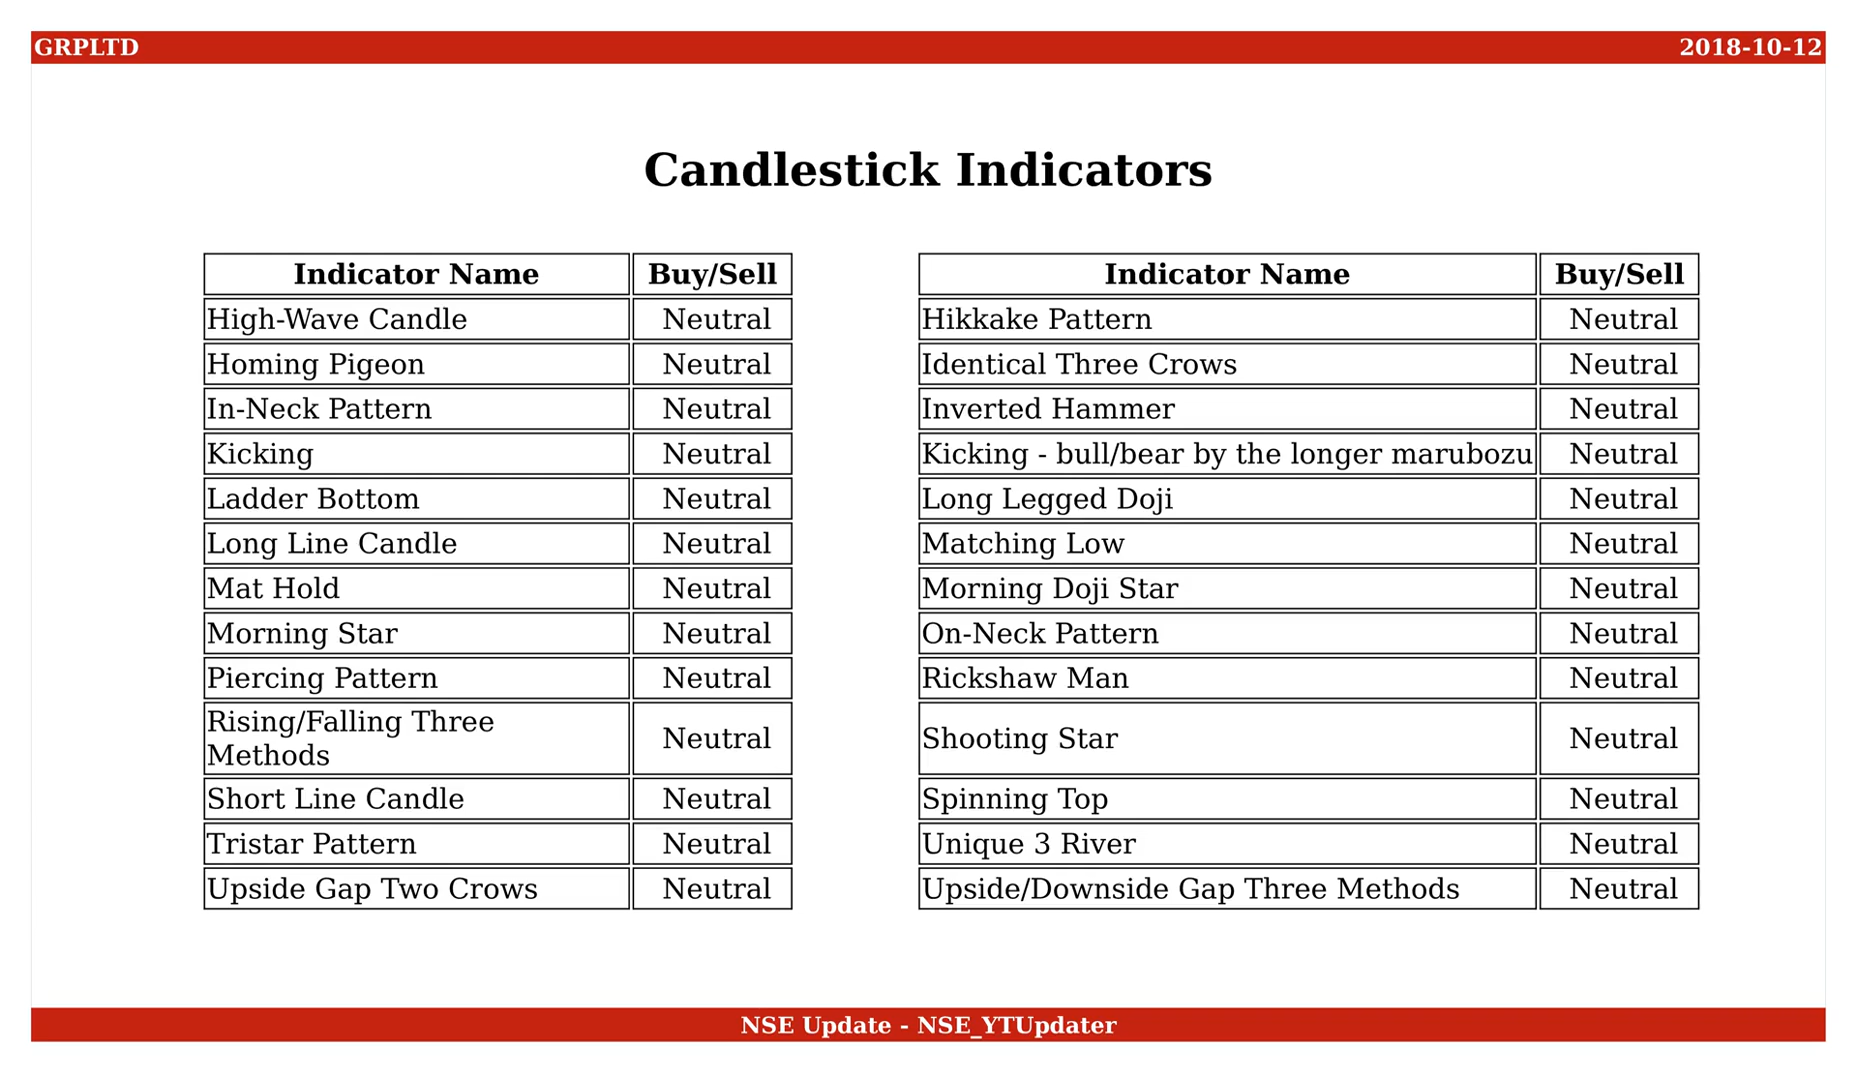 GRPLTD 2018-10-12
Candlestick Indicators
Indicator Name Buy/Sell Indicator Name Buy/Sell
High-Wave Candle Neutral Hikkake Pattern Neutral
Homing Pigeon Neutral Identical Three Crows Neutral
In-Neck Pattern Neutral Inverted Hammer Neutral
Kicking Neutral Kicking - bull/bear by the longer marubozu Neutral
Ladder Bottom Neutral Long Legged Doji Neutral
Long Line Candle Neutral Matching Low Neutral
Mat Hold Neutral Morning Doji Star Neutral
Morning Star Neutral On-Neck Pattern Neutral
Piercing Pattern Neutral Rickshaw Man Neutral
Rising/Falling Three
Methods Neutral Shooting Star Neutral
Short Line Candle Neutral Spinning Top Neutral
Tristar Pattern Neutral Unique 3 River Neutral
Upside Gap Two Crows Neutral Upside/Downside Gap Three Methods Neutral
NSE Update - NSE_YTUpdater